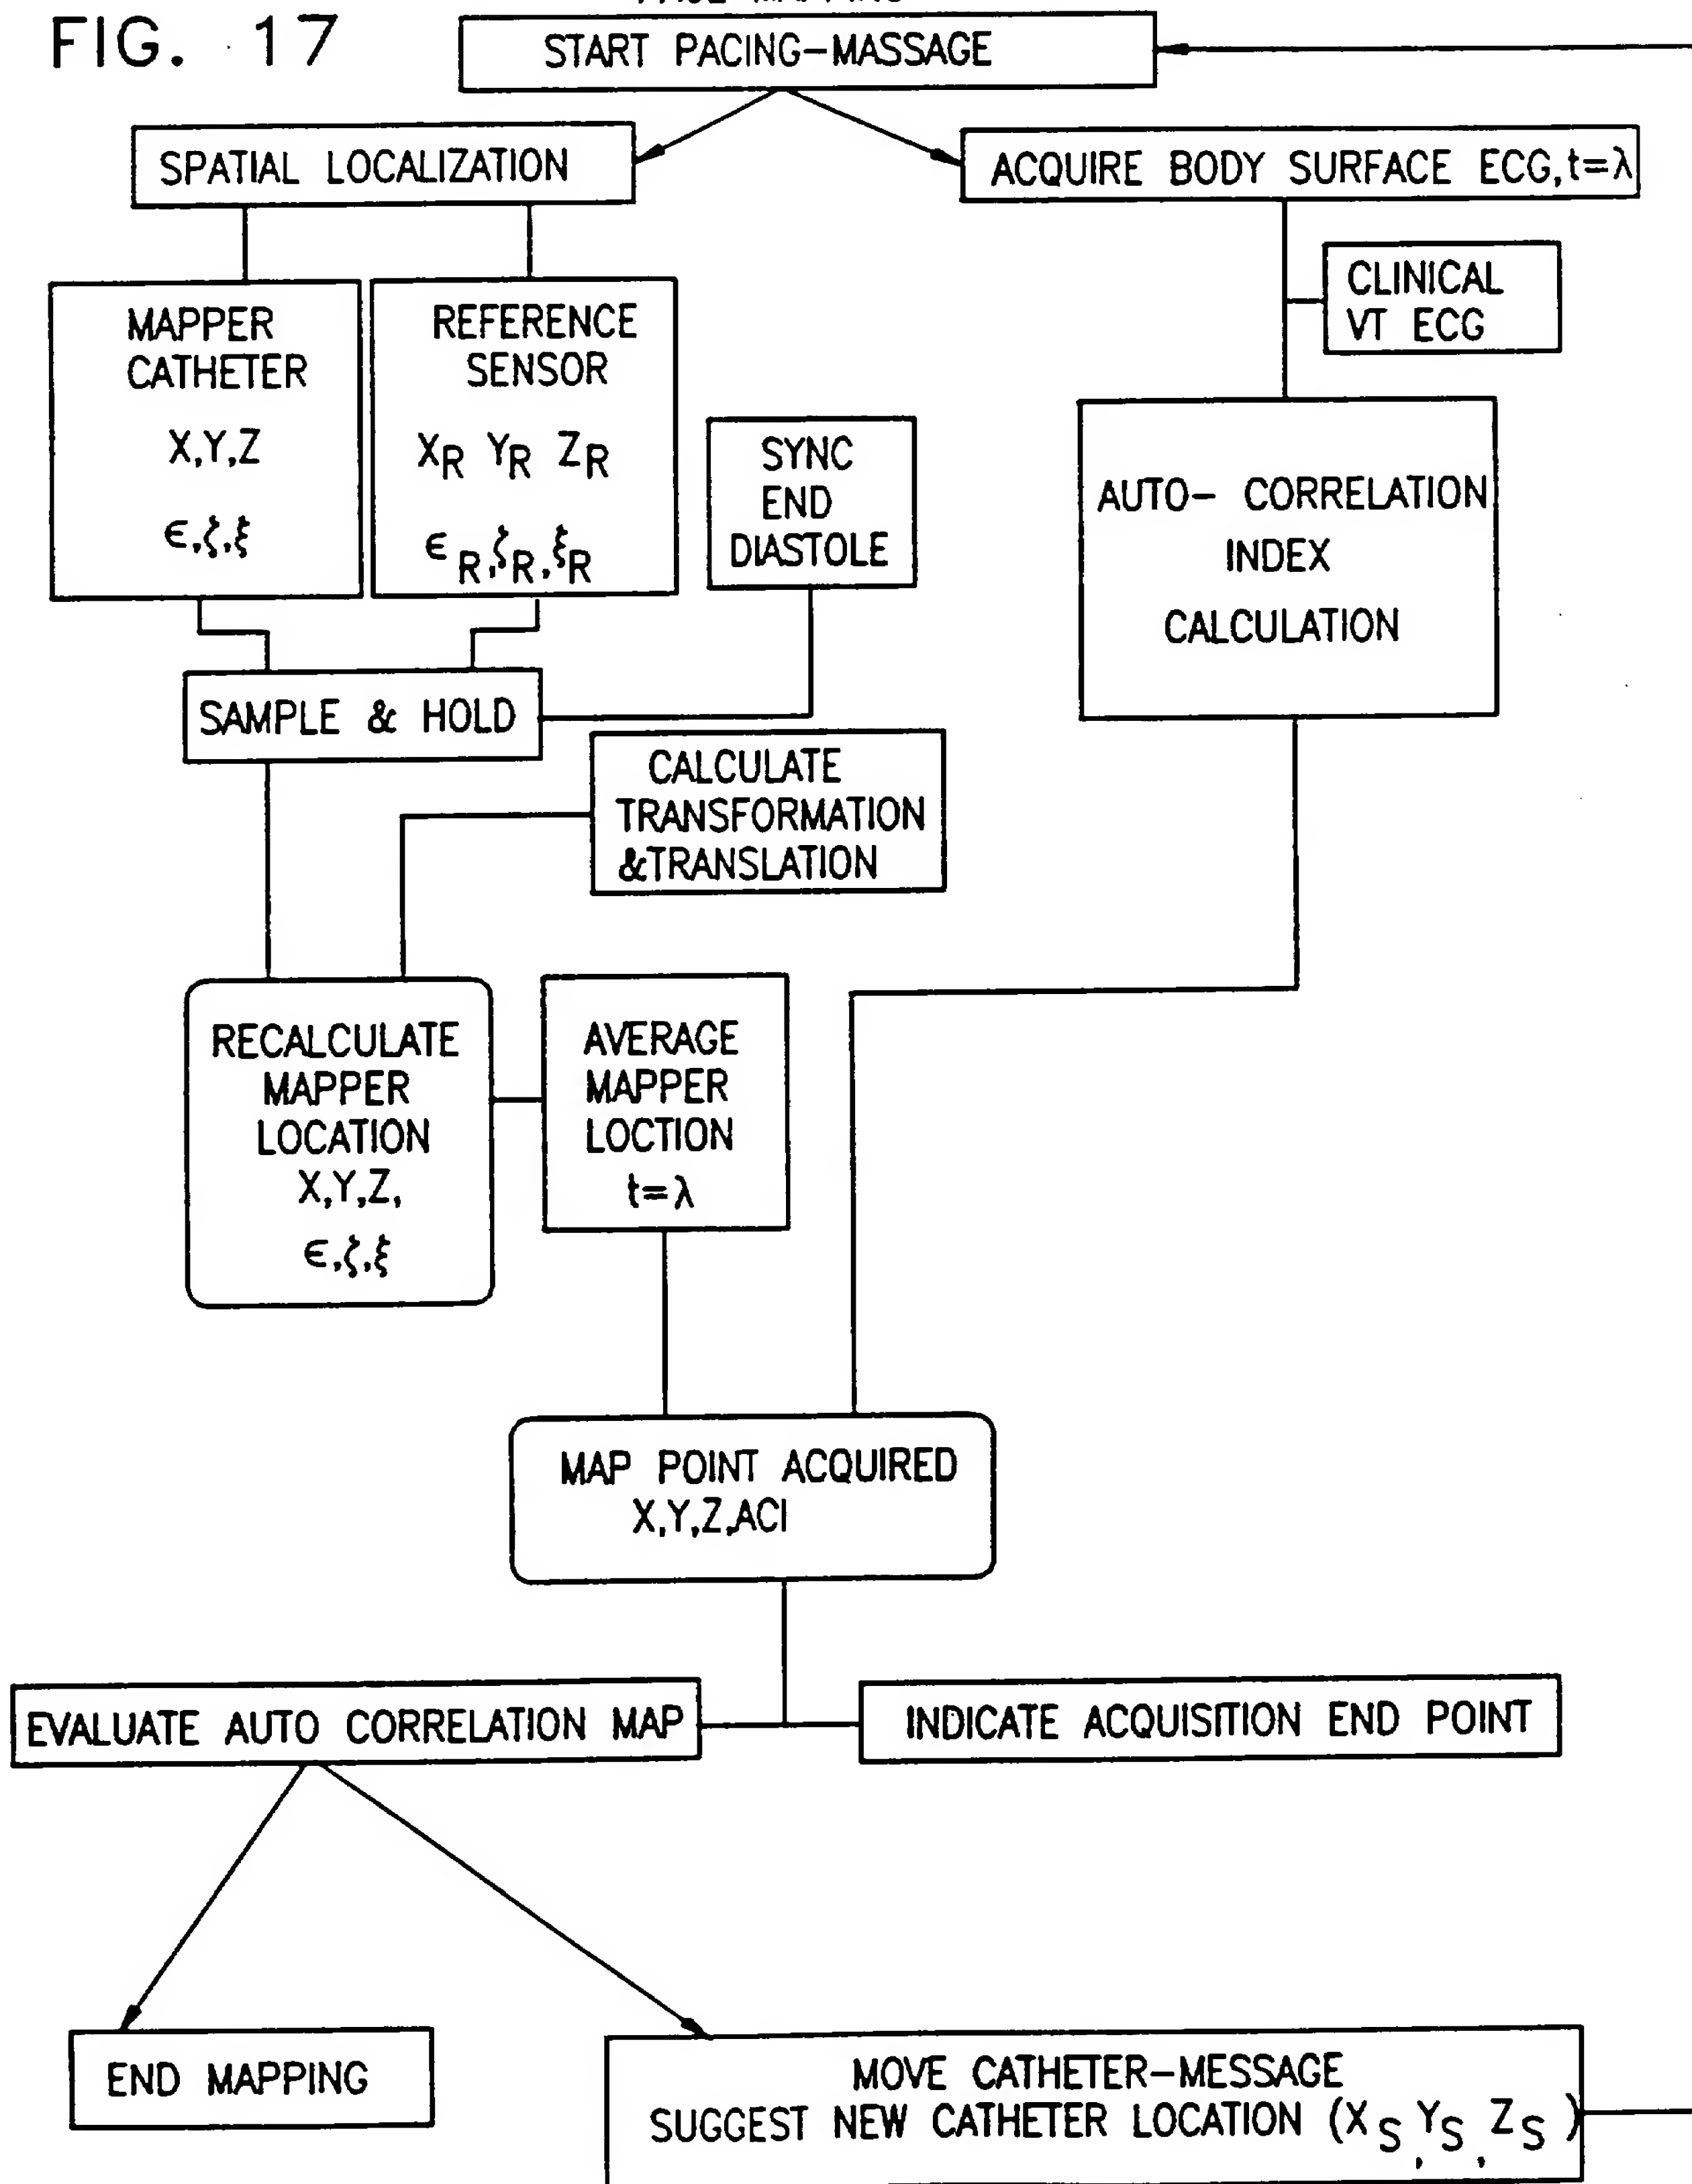 FIG. 17
START PACING-MASSAGE
SPATIAL LOCALIZATION
ACQUIRE BODY SURFACE ECG,t=λ
CLINICAL
VT ECG
MAPPER
CATHETER
X,Y,Z
ϵ,ζ,ξ
REFERENCE
SENSOR
XR YR ZR
ϵR,ζR,ξR
SYNC
END
DIASTOLE
AUTO- CORRELATION
INDEX
CALCULATION
SAMPLE & HOLD
CALCULATE
TRANSFORMATION
&TRANSLATION
RECALCULATE
MAPPER
LOCATION
X,Y,Z,
ϵ,ζ,ξ
AVERAGE
MAPPER
LOCTION
t=λ
MAP POINT ACQUIRED
X,Y,Z,ACI
EVALUATE AUTO CORRELATION MAP
INDICATE ACQUISITION END POINT
END MAPPING
MOVE CATHETER-MESSAGE
SUGGEST NEW CATHETER LOCATION (XS, YS, ZS)